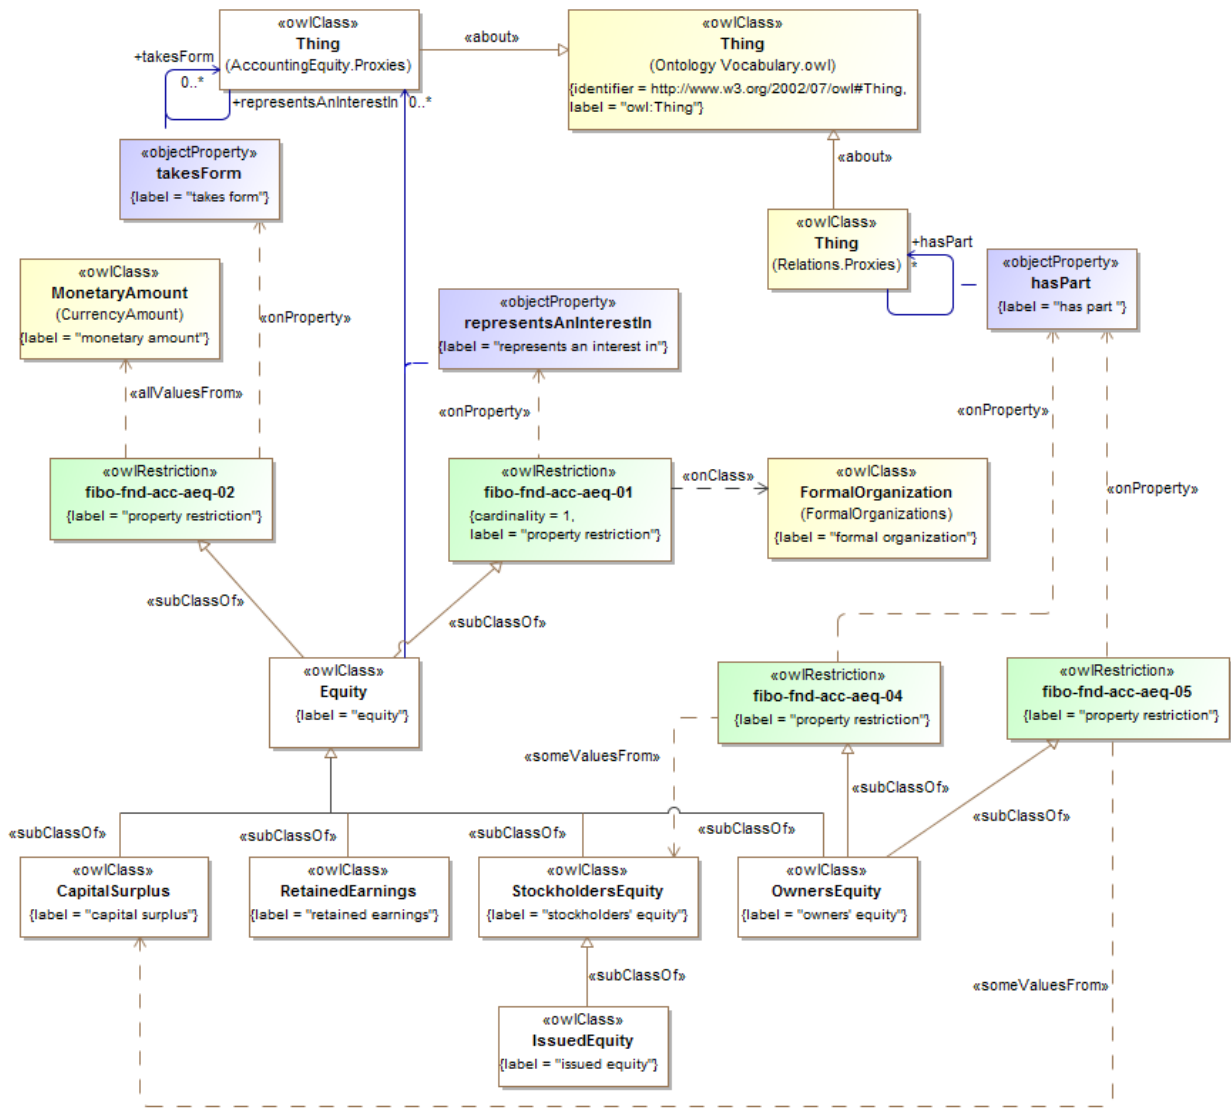 «owlClass»
Thing
(AccountingEquity.Proxies)
«about»
«owlClass»
Thing
(Ontology Vocabulary.owl)
{identifier = http://www.w3.org/2002/07/owl#Thing,
label = "owl:Thing"}
+takesForm
0..*
+representsAnInterestIn
0..*
«about»
«objectProperty»
takesForm
{label = "takes form"}
«owlClass»
Thing
(Relations.Proxies)
+hasPart
*
«objectProperty»
hasPart
{label = "has part "}
«owlClass»
MonetaryAmount
(CurrencyAmount)
{label = "monetary amount"}
«onProperty»
«objectProperty»
representsAnInterestIn
{label = "represents an interest in"}
«allValuesFrom»
«onProperty»
«onProperty»
«owlRestriction»
fibo-fnd-acc-aeq-02
{label = "property restriction"}
«owlRestriction»
fibo-fnd-acc-aeq-01
{cardinality = 1,
label = "property restriction"}
«onClass»
«owlClass»
FormalOrganization
(FormalOrganizations)
{label = "formal organization"}
«onProperty»
«subClassOf»
«subClassOf»
«owlClass»
Equity
{label = "equity"}
«owlRestriction»
fibo-fnd-acc-aeq-04
{label = "property restriction"}
«owlRestriction»
fibo-fnd-acc-aeq-05
{label = "property restriction"}
«someValuesFrom»
«subClassOf»
«subClassOf»
«subClassOf»
«subClassOf»
«subClassOf»
«subClassOf»
«owlClass»
CapitalSurplus
{label = "capital surplus"}
«owlClass»
RetainedEarnings
{label = "retained earnings"}
«owlClass»
StockholdersEquity
{label = "stockholders' equity"}
«owlClass»
OwnersEquity
{label = "owners' equity"}
«subClassOf»
«someValuesFrom»
«owlClass»
IssuedEquity
{label = "issued equity"}